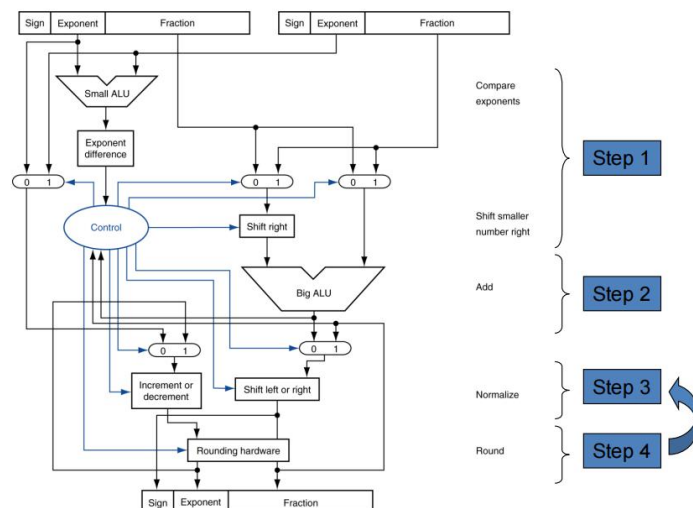 Sign Exponent Fraction Sign Exponent Fraction
Small ALU
Compare
exponents
Exponent
difference
Step 1
0 1 0 1 0 1
Control
Shift right
Shift smaller
number right
Big ALU
Add
Step 2
0 1 0 1
Increment or
decrement
Shift left or right
Normalize
Step 3
Rounding hardware
Round
Step 4
Sign Exponent Fraction